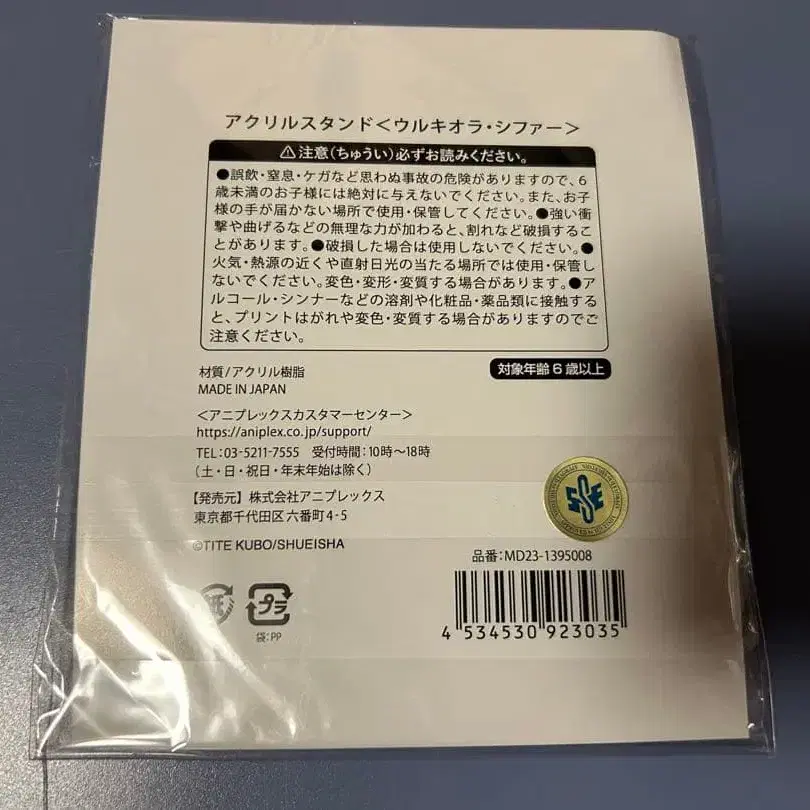 アクリルスタンド＜ウルキオラ・シファー＞
⚠注意（ちゅうい）必ずお読みください。
●誤飲・窒息・ケガなど思わぬ事故の危険がありますので、6
歳未満のお子様には絶対に与えないでください。また、お子
様の手が届かない場所で使用・保管してください。●強い衝
撃や曲げるなどの無理な力が加わると、割れなど破損するこ
とがあります。●破損した場合は使用しないでください。●
火気・熱源の近くや直射日光の当たる場所では使用・保管し
ないでください。変色・変形・変質する場合があります。●ア
ルコール・シンナーなどの溶剤や化粧品・薬品類に接触する
と、プリントはがれや変色・変質する場合がありますのでご
注意ください。
材質/アクリル樹脂
対象年齢6歳以上
MADE IN JAPAN
＜アニプレックスカスタマーセンター＞
https://aniplex.co.jp/support/
TEL：03-5211-7555 受付時間：10時〜18時
（土・日・祝日・年末年始は除く）
【発売元】株式会社アニプレックス
東京都千代田区六番町4-5
©TITE KUBO/SHUEISHA
品番：MD23-1395008
紙
プラ
袋：PP
4 534530 923035